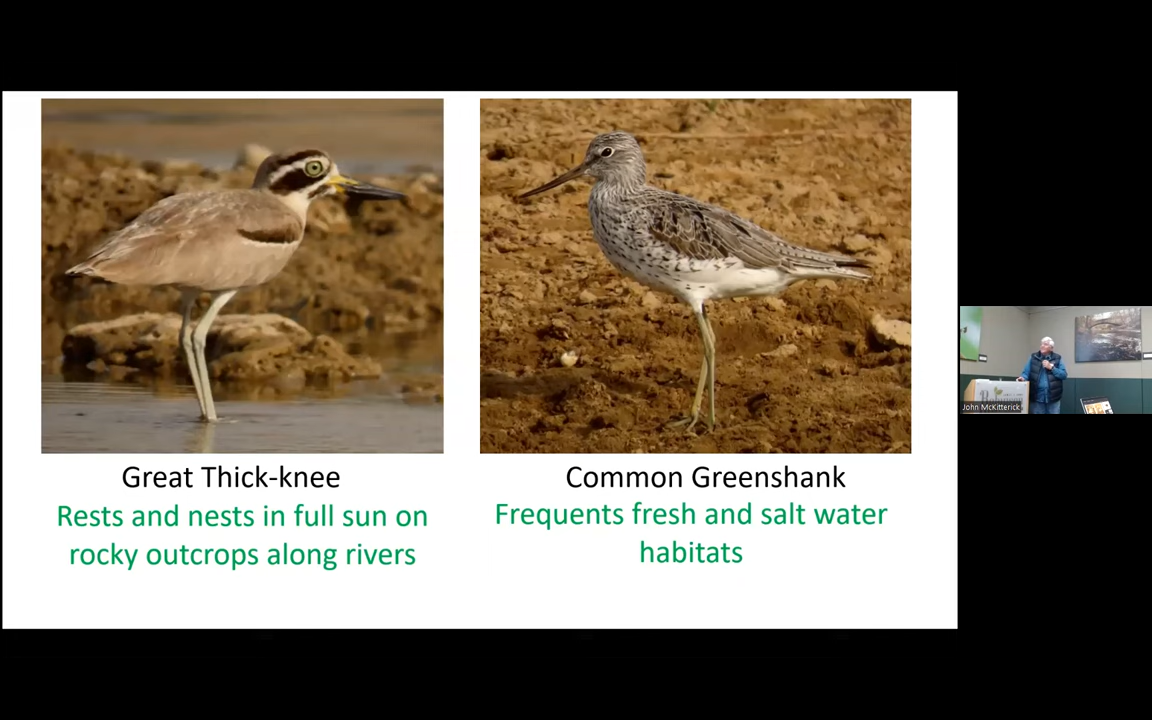 Great Thick-knee
Rests and nests in full sun on
rocky outcrops along rivers
Common Greenshank
Frequents fresh and salt water
habitats
John McKitterick